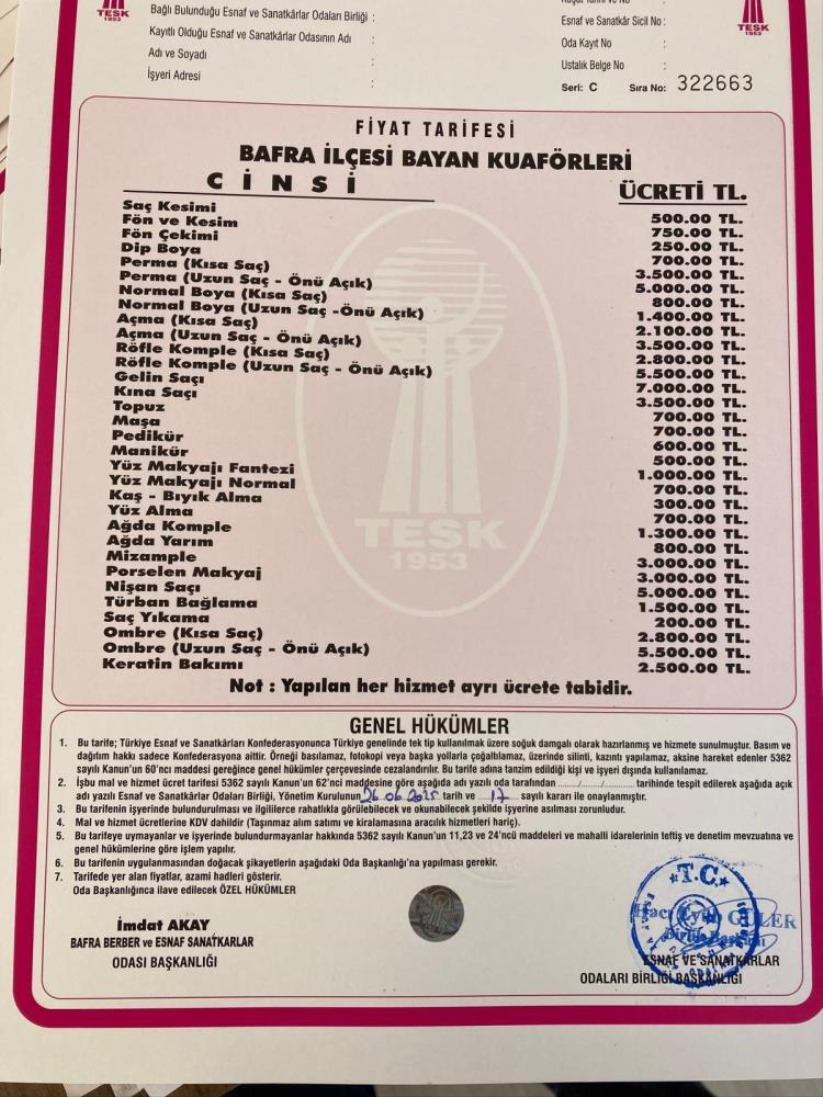 TESK
1953
Bağlı Bulunduğu Esnaf ve Sanatkârlar Odaları Birliği :
Kayıtlı Olduğu Esnaf ve Sanatkârlar Odasının Adı :
Adı ve Soyadı :
İşyeri Adresi :
Esnaf ve Sanatkâr Sicil No :
Oda Kayıt No :
Ustalık Belge No :
Seri: C Sıra No: 322663
TESK
1953
FİYAT TARİFESİ
BAFRA İLÇESİ BAYAN KUAFÖRLERİ
CİNSİ ÜCRETİ TL.
Saç Kesimi 500.00 TL.
Fön ve Kesim 750.00 TL.
Fön Çekimi 250.00 TL.
Dip Boya 700.00 TL.
Perma (Kısa Saç) 3.500.00 TL.
Perma (Uzun Saç - Önü Açık) 5.000.00 TL.
Normal Boya (Kısa Saç) 800.00 TL.
Normal Boya (Uzun Saç -Önü Açık) 1.400.00 TL.
Açma (Kısa Saç) 2.100.00 TL.
Açma (Uzun Saç - Önü Açık) 3.500.00 TL.
Röfle Komple (Kısa Saç) 2.800.00 TL.
Röfle Komple (Uzun Saç - Önü Açık) 5.500.00 TL.
Gelin Saçı 7.000.00 TL.
Kına Saçı 3.500.00 TL.
Topuz 700.00 TL.
Maşa 700.00 TL.
Pedikür 600.00 TL.
Manikür 500.00 TL.
Yüz Makyajı Fantezi 1.000.00 TL.
Yüz Makyajı Normal 700.00 TL.
Kaş - Bıyık Alma 300.00 TL.
Yüz Alma 700.00 TL.
Ağda Komple 1.300.00 TL.
Ağda Yarım 800.00 TL.
Mizample 3.000.00 TL.
Porselen Makyaj 3.000.00 TL.
Nişan Saçı 5.000.00 TL.
Türban Bağlama 1.500.00 TL.
Saç Yıkama 200.00 TL.
Ombre (Kısa Saç) 2.800.00 TL.
Ombre (Uzun Saç - Önü Açık) 5.500.00 TL.
Keratin Bakımı 2.500.00 TL.
TESK
1953
Not : Yapılan her hizmet ayrı ücrete tabidir.
GENEL HÜKÜMLER
1. Bu tarife; Türkiye Esnaf ve Sanatkârları Konfederasyonunca Türkiye genelinde tek tip kullanılmak üzere soğuk damgalı olarak hazırlanmış ve hizmete sunulmuştur. Basım ve
dağıtım hakkı sadece Konfederasyona aittir. Örneği basılamaz, fotokopi veya başka yollarla çoğaltılamaz, üzerinde silinti, kazıntı yapılamaz, aksine hareket edenler 5362
sayılı Kanun'un 60'ıncı maddesi gereğince genel hükümler çerçevesinde cezalandırılır. Bu tarife adına tanzim edildiği kişi ve işyeri dışında kullanılamaz.
2. İşbu mal ve hizmet ücret tarifesi 5362 sayılı Kanun'un 62'nci maddesine göre aşağıda adı yazılı oda tarafından ....../....../........... tarihinde tespit edilerek aşağıda açık
adı yazılı Esnaf ve Sanatkârlar Odaları Birliği, Yönetim Kurulunun 26.06.2025 tarih ve 17 sayılı kararı ile onaylanmıştır.
3. Bu tarifenin işyerinde bulundurulması ve ilgililerce rahatlıkla görülebilecek ve okunabilecek şekilde işyerine asılması zorunludur.
4. Mal ve hizmet ücretlerine KDV dahildir (Taşınmaz alım satımı ve kiralamasına aracılık hizmetleri hariç).
5. Bu tarifeye uymayanlar ve işyerinde bulundurmayanlar hakkında 5362 sayılı Kanun'un 11,23 ve 24'ncü maddeleri ve mahalli idarelerinin teftiş ve denetim mevzuatına ve
genel hükümlerine göre işlem yapılır.
6. Bu tarifenin uygulanmasından doğacak şikayetlerin aşağıdaki Oda Başkanlığı'na yapılması gerekir.
7. Tarifede yer alan fiyatlar, azami hadleri gösterir.
Oda Başkanlığınca ilave edilecek ÖZEL HÜKÜMLER
İmdat AKAY
BAFRA BERBER ve ESNAF SANATKARLAR
ODASI BAŞKANLIĞI
T.C.
Hacı Eyüp GÜLER
Birlik Başkanı
ESNAF VE SANATKARLAR
ODALARI BİRLİĞİ BAŞKANLIĞI